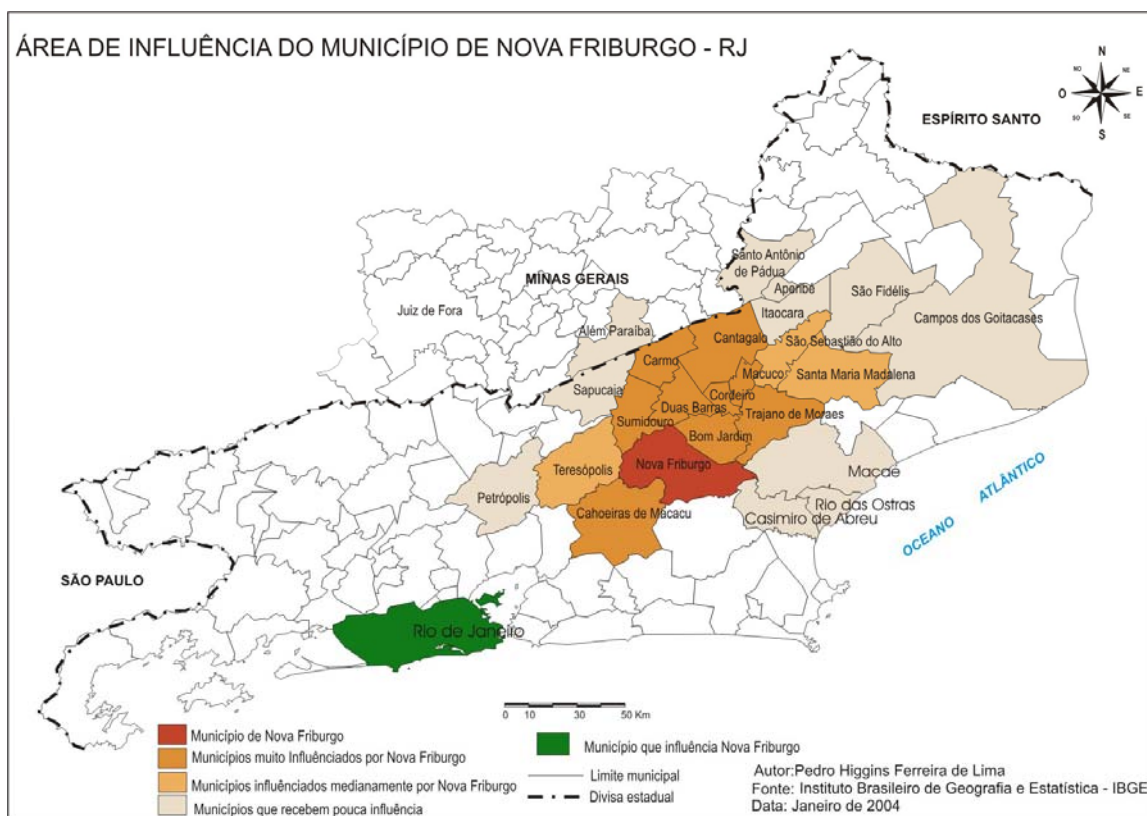 ÁREA DE INFLUÊNCIA DO MUNICÍPIO DE NOVA FRIBURGO - RJ
N
NO
NE
O
E
SO
SE
S
ESPÍRITO SANTO
MINAS GERAIS
Juiz de Fora
Além Paraíba
Santo Antônio
de Pádua
Aperibé
Itaocara
São Fidélis
Campos dos Goitacases
Cantagalo
São Sebastião do Alto
Carmo
Macuco
Santa Maria Madalena
Sapucaia
Cordeiro
Duas Barras
Trajano de Moraes
Sumidouro
Bom Jardim
Teresópolis
Nova Friburgo
Macaé
Petrópolis
Rio das Ostras
Cahoeiras de Macacu
Casimiro de Abreu
OCEANO ATLÂNTICO
SÃO PAULO
Rio de Janeiro
0 10 30 50 Km
Município de Nova Friburgo
Municípios muito Influênciados por Nova Friburgo
Municípios influênciados medianamente por Nova Friburgo
Municípios que recebem pouca influência
Município que influência Nova Friburgo
Limite municipal
Divisa estadual
Autor:Pedro Higgins Ferreira de Lima
Fonte: Instituto Brasileiro de Geografia e Estatística - IBGE
Data: Janeiro de 2004